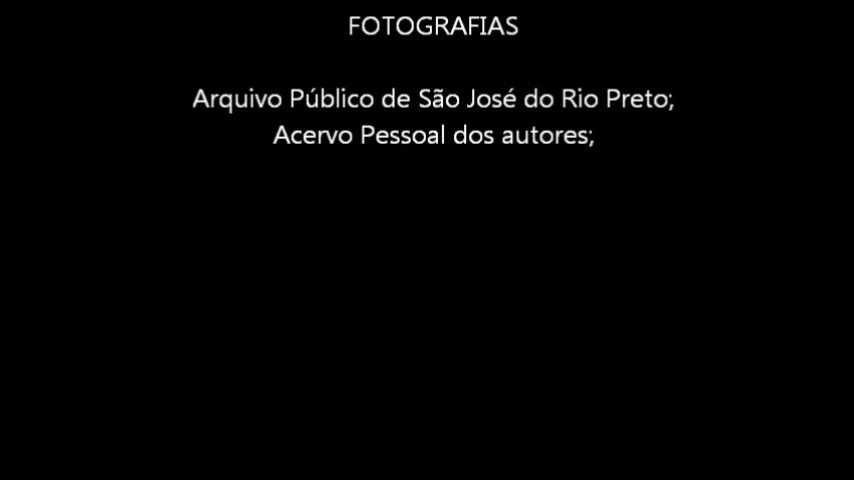 FOTOGRAFIAS
Arquivo Público de São José do Rio Preto;
Acervo Pessoal dos autores;